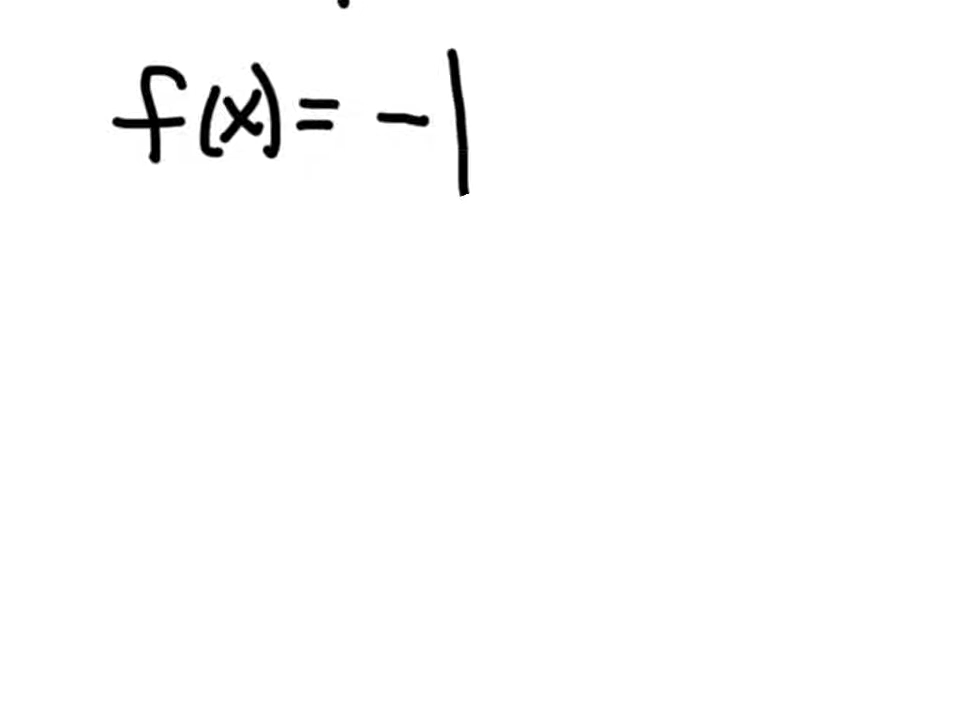 f(x) = -|